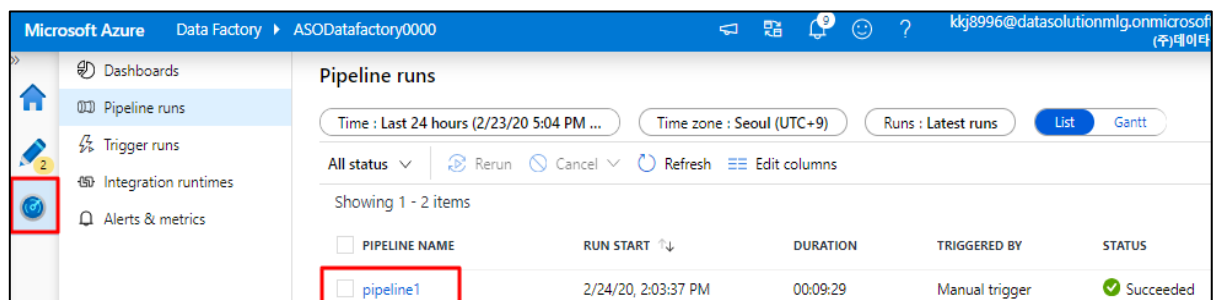 Microsoft Azure Data Factory ▸ ASODatafactory0000 9 ? kkj8996@datasolutionmlg.onmicrosoft
(주)데이타
»
Dashboards
Pipeline runs
Trigger runs
2
Integration runtimes
Alerts & metrics
Pipeline runs
Time : Last 24 hours (2/23/20 5:04 PM ... Time zone : Seoul (UTC+9) Runs : Latest runs List Gantt
All status Rerun Cancel Refresh Edit columns
Showing 1 - 2 items
PIPELINE NAME RUN START ↑↓ DURATION TRIGGERED BY STATUS
pipeline1 2/24/20, 2:03:37 PM 00:09:29 Manual trigger Succeeded